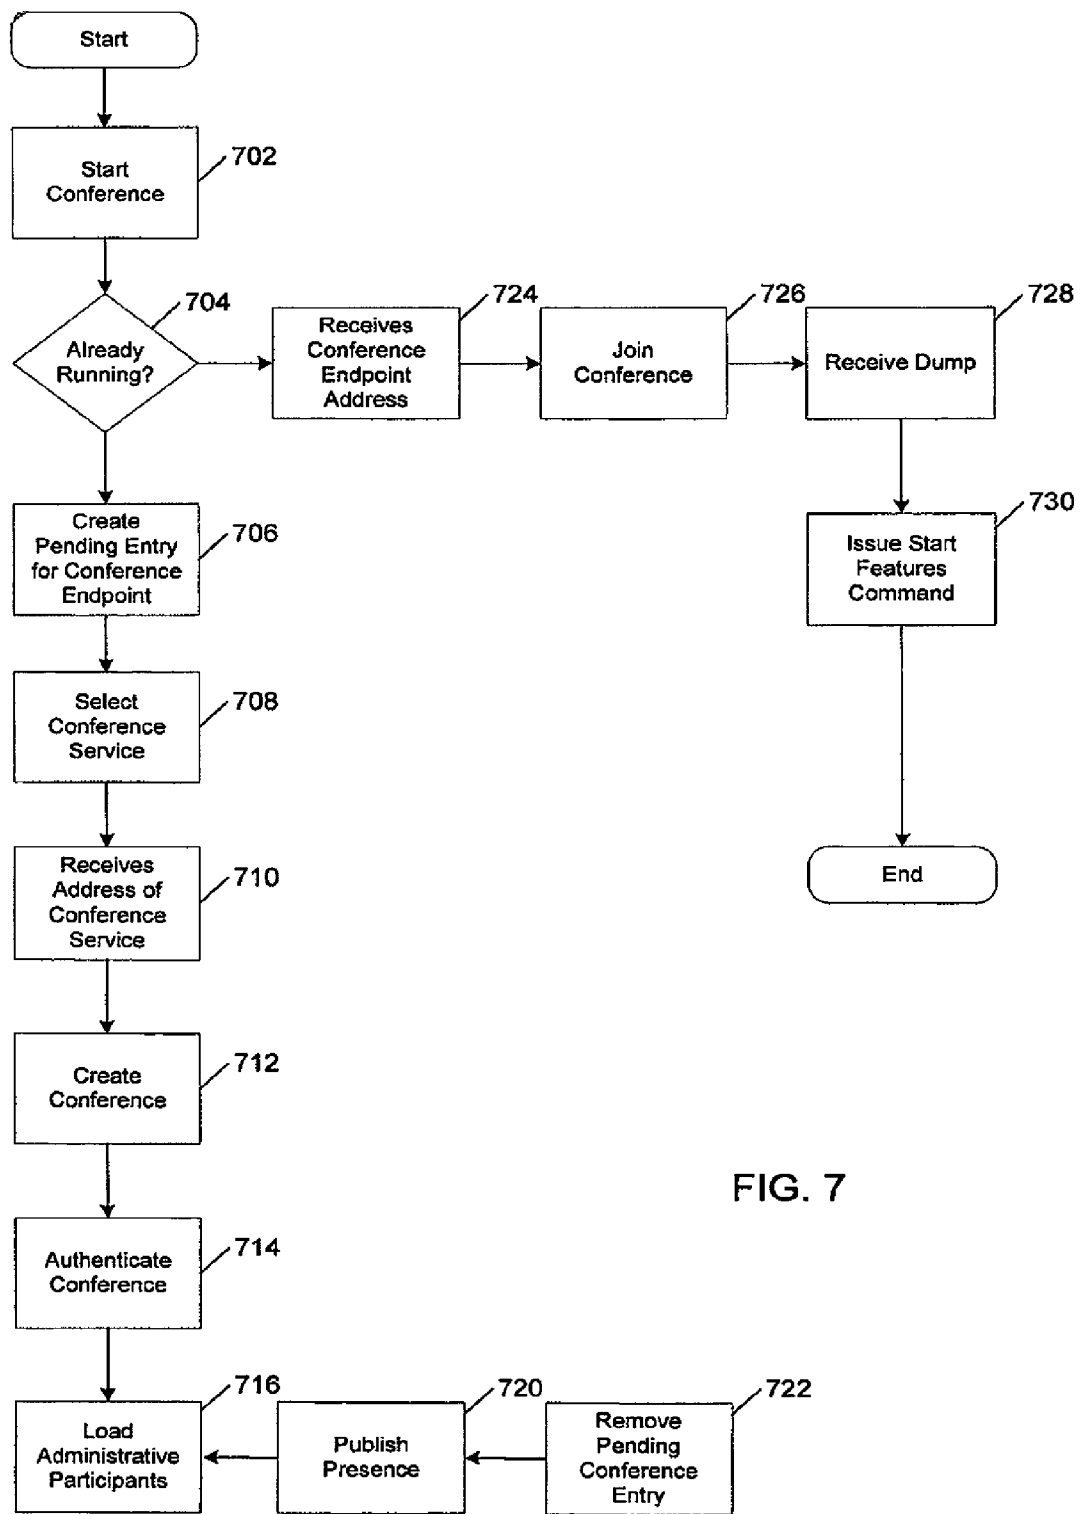 Start
702
Start
Conference
704
Already
Running?
724
Receives
Conference
Endpoint
Address
726
Join
Conference
728
Receive Dump
706
Create
Pending Entry
for Conference
Endpoint
730
Issue Start
Features
Command
708
Select
Conference
Service
710
Receives
Address of
Conference
Service
End
712
Create
Conference
FIG. 7
714
Authenticate
Conference
716
Load
Administrative
Participants
720
Publish
Presence
722
Remove
Pending
Conference
Entry